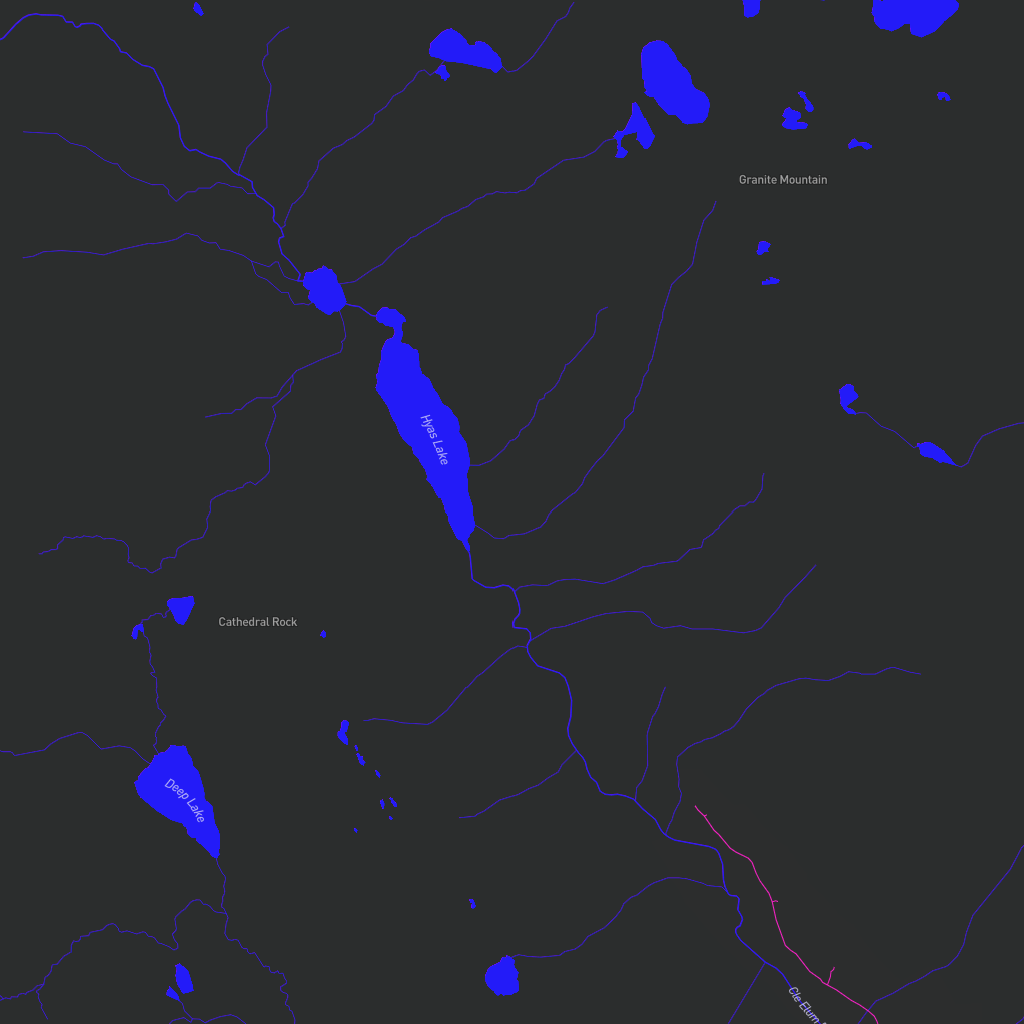 Granite Mountain
Hyas Lake
Cathedral Rock
Deep Lake
Cle Elum